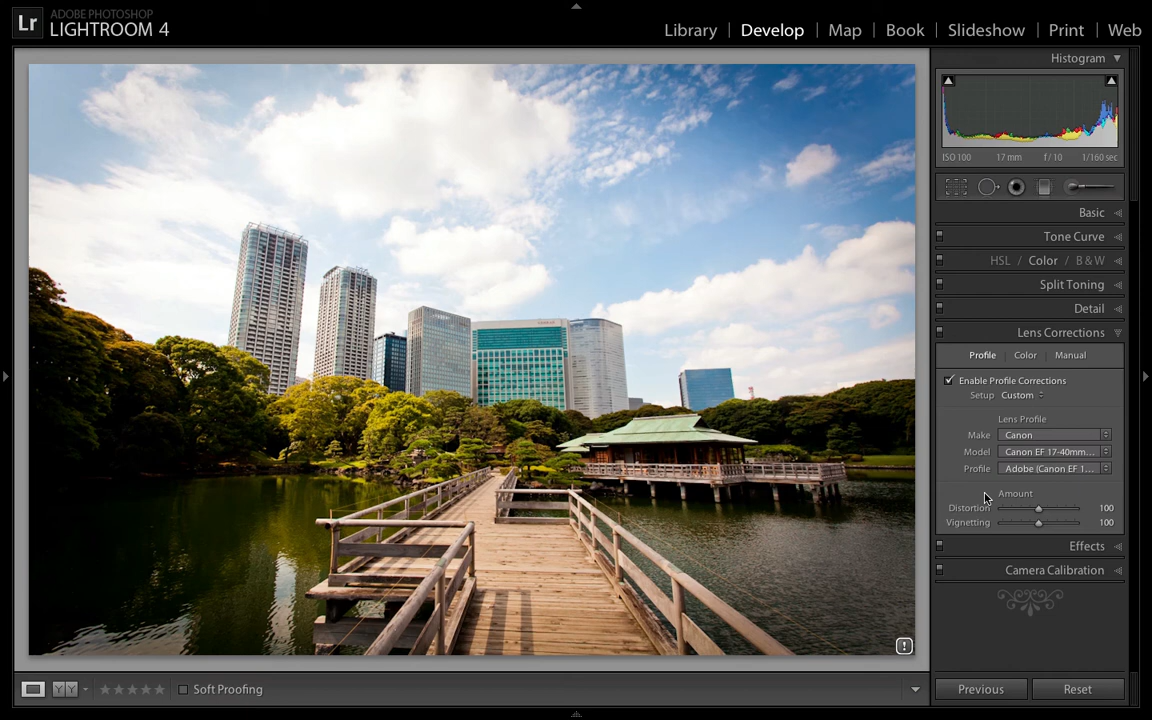 Lr
ADOBE PHOTOSHOP
LIGHTROOM 4
Library | Develop | Map | Book | Slideshow | Print | Web
Histogram
ISO 100 17 mm f / 10 1/160 sec
Basic
Tone Curve
HSL / Color / B & W
Split Toning
Detail
Lens Corrections
Profile | Color | Manual
Enable Profile Corrections
Setup Custom
Lens Profile
Make Canon
Model Canon EF 17-40mm...
Profile Adobe (Canon EF 1...
Amount
Distortion 100
Vignetting 100
Effects
Camera Calibration
!
YY
Soft Proofing
Previous
Reset